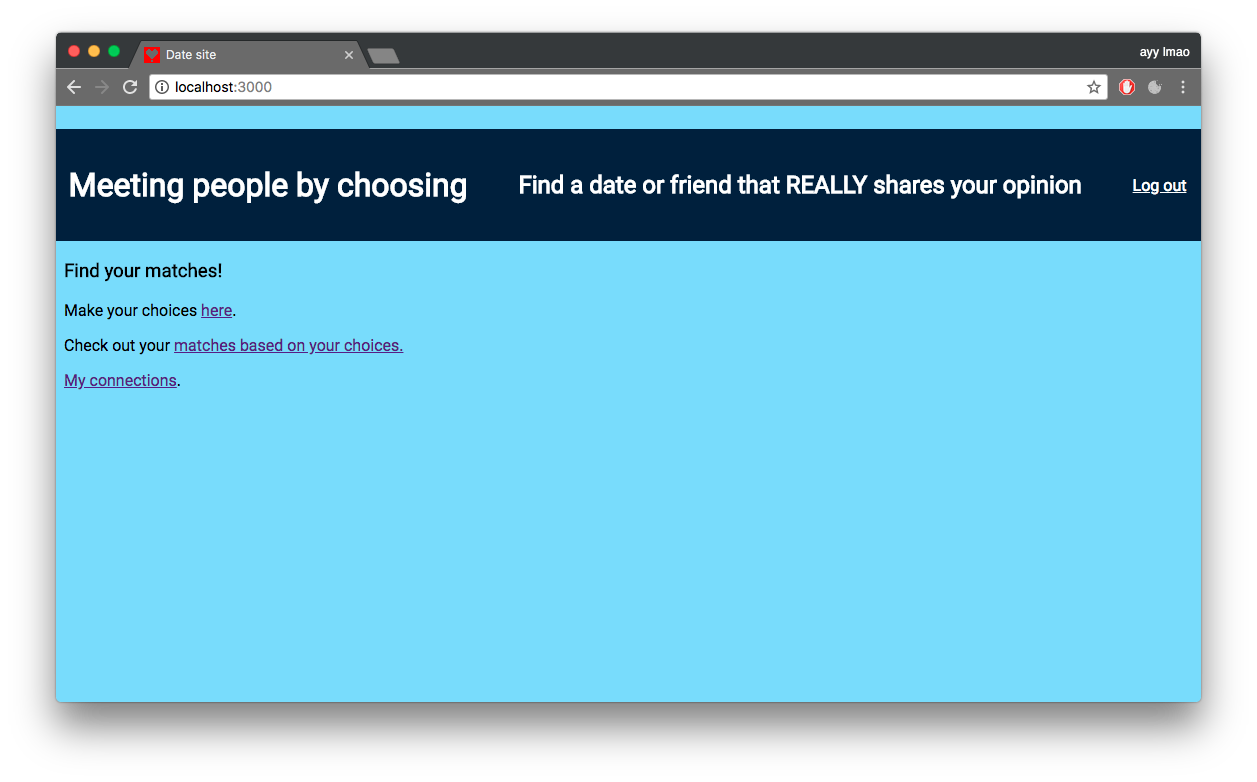 Date site
ayy lmao
localhost:3000
Meeting people by choosing
Find a date or friend that REALLY shares your opinion
Log out
Find your matches!
Make your choices here.
Check out your matches based on your choices.
My connections.